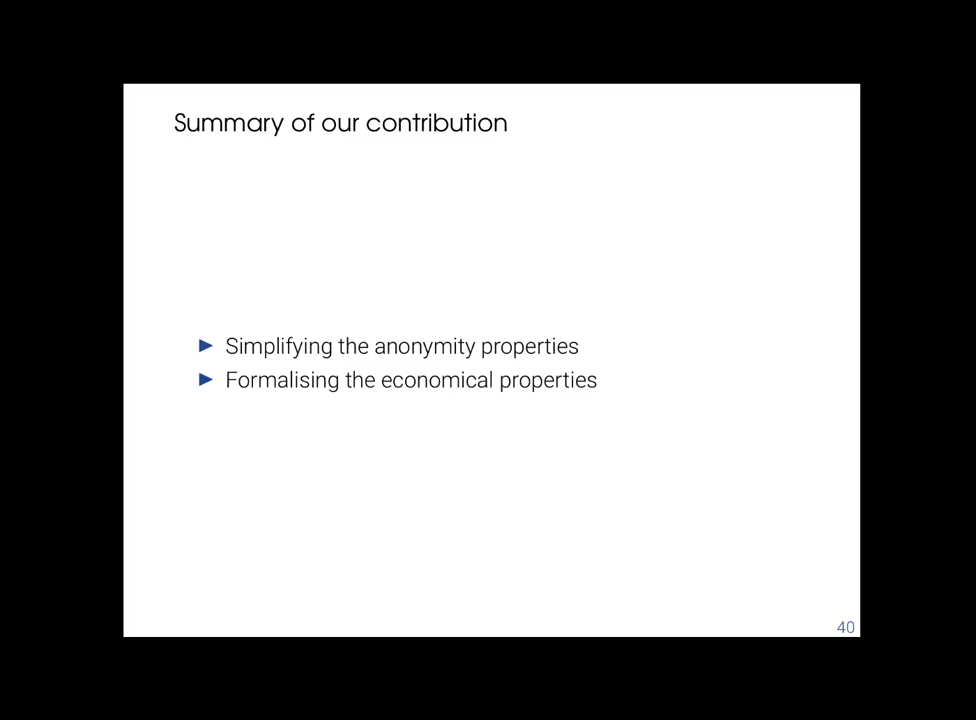 Summary of our contribution
▶ Simplifying the anonymity properties
▶ Formalising the economical properties
40